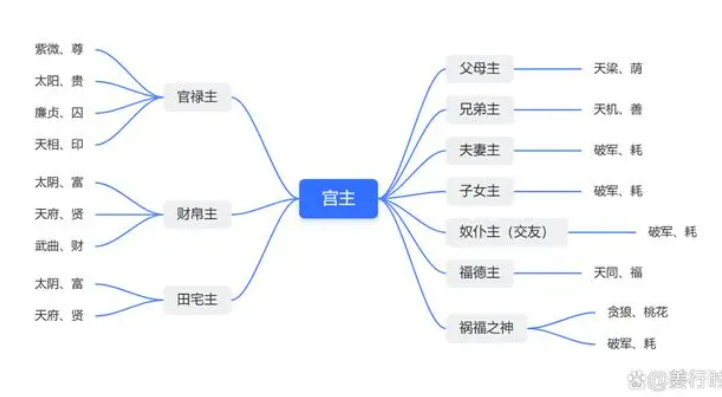 宫主
官禄主
紫微、尊
太阳、贵
廉贞、囚
天相、印
财帛主
太阴、富
天府、贤
武曲、财
田宅主
太阴、富
天府、贤
父母主
天梁、荫
兄弟主
天机、善
夫妻主
破军、耗
子女主
破军、耗
奴仆主（交友）
破军、耗
福德主
天同、福
祸福之神
贪狼、桃花
破军、耗
@姜行